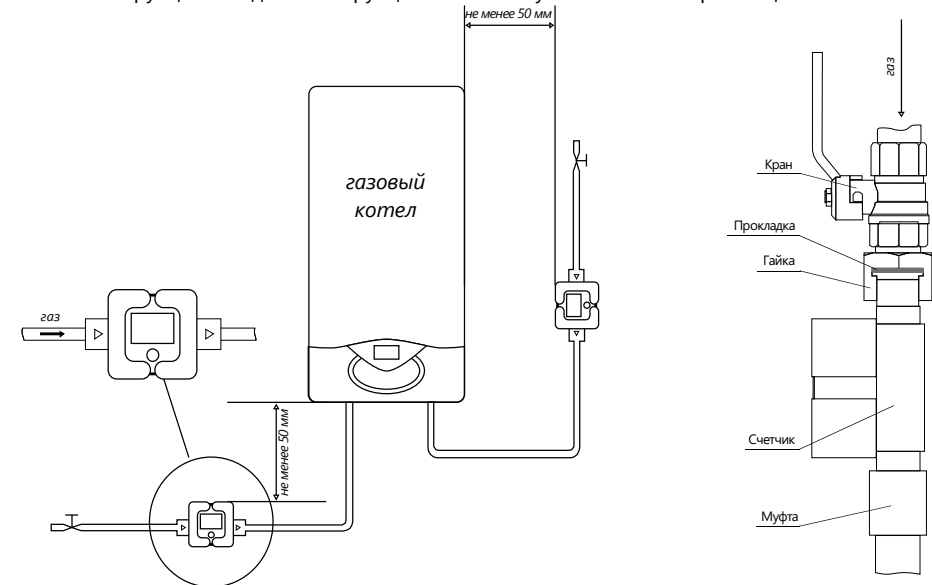 не менее 50 мм
газ
газовый
котел
Кран
Прокладка
Гайка
газ
не менее 50 мм
Счетчик
Муфта